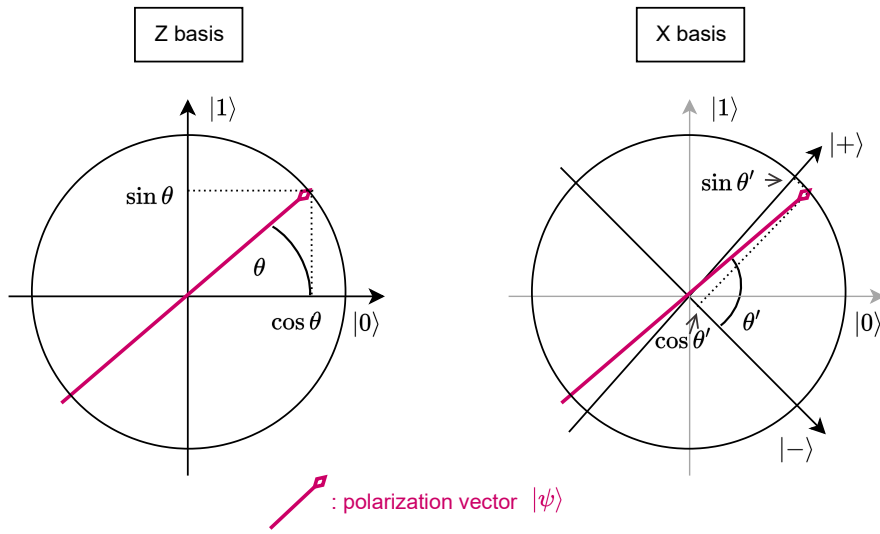 Z basis
X basis
|1⟩
|1⟩
|+⟩
sin θ
sin θ′
θ
θ′
cos θ
|0⟩
cos θ′
|0⟩
|−⟩
: polarization vector |ψ⟩